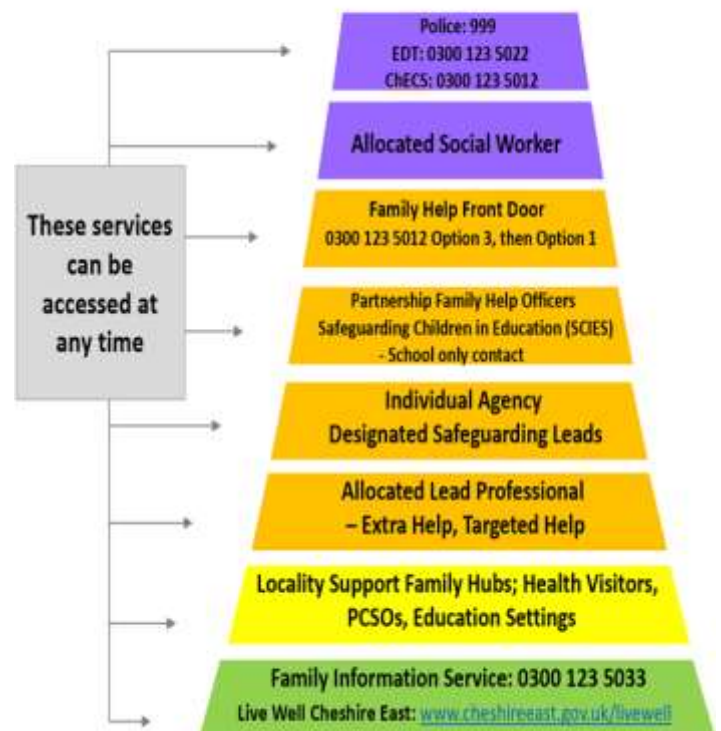 Police: 999
EDT: 0300 123 5022
ChECS: 0300 123 5012
Allocated Social Worker
These services
can be
accessed at
any time
Family Help Front Door
0300 123 5012 Option 3, then Option 1
Partnership Family Help Officers
Safeguarding Children in Education (SCIES)
- School only contact
Individual Agency
Designated Safeguarding Leads
Allocated Lead Professional
– Extra Help, Targeted Help
Locality Support Family Hubs; Health Visitors,
PCSOs, Education Settings
Family Information Service: 0300 123 5033
Live Well Cheshire East: www.cheshireeast.gov.uk/livewell